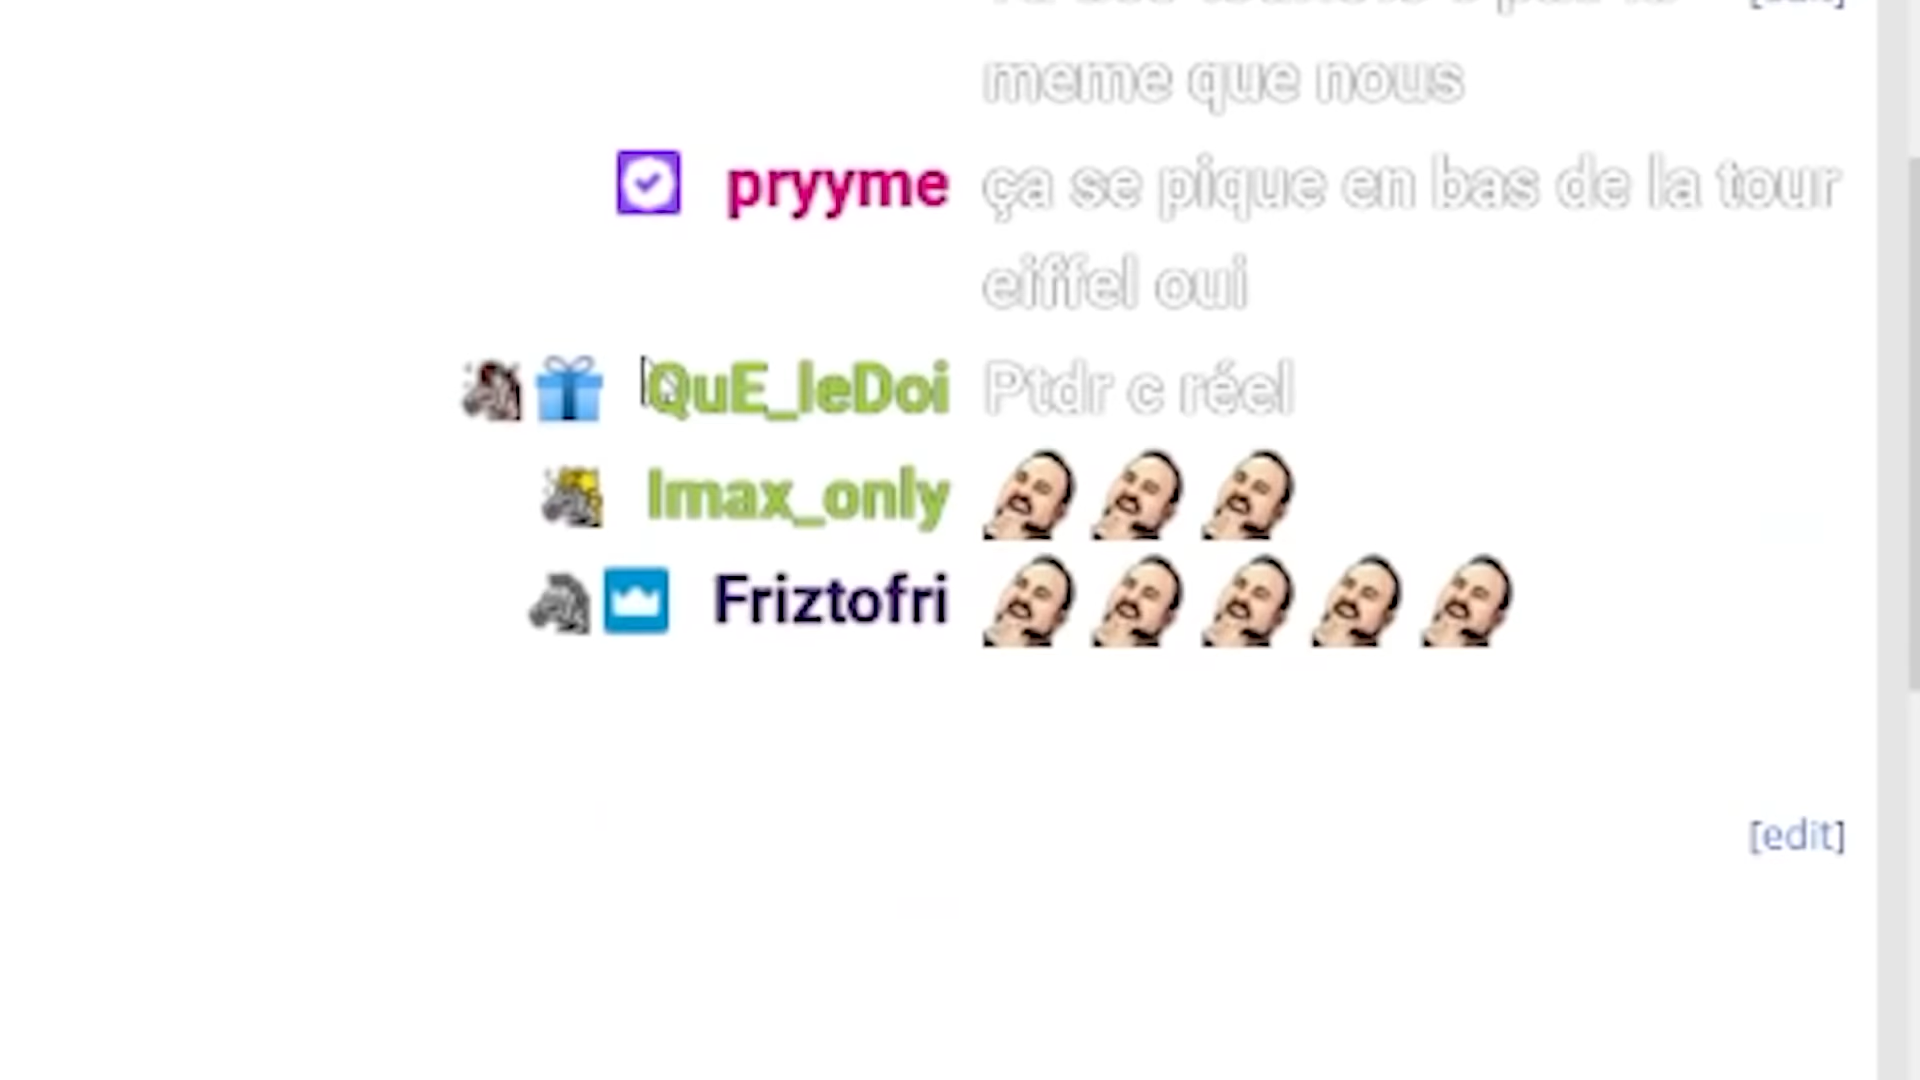 meme que nous
pryyme ça se pique en bas de la tour
eiffel oui
QuE_leDoi Ptdr c réel
Imax_only
Friztofri
[edit]